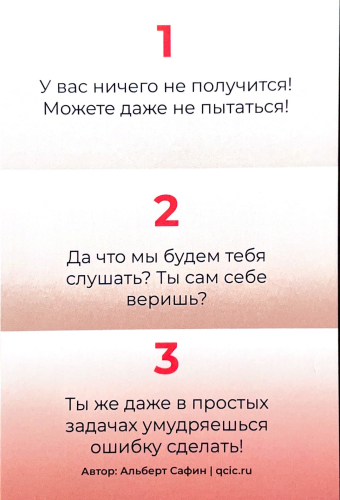 1
У вас ничего не получится!
Можете даже не пытаться!
2
Да что мы будем тебя
слушать? Ты сам себе
веришь?
3
Ты же даже в простых
задачах умудряешься
ошибку сделать!
Автор: Альберт Сафин | qcic.ru